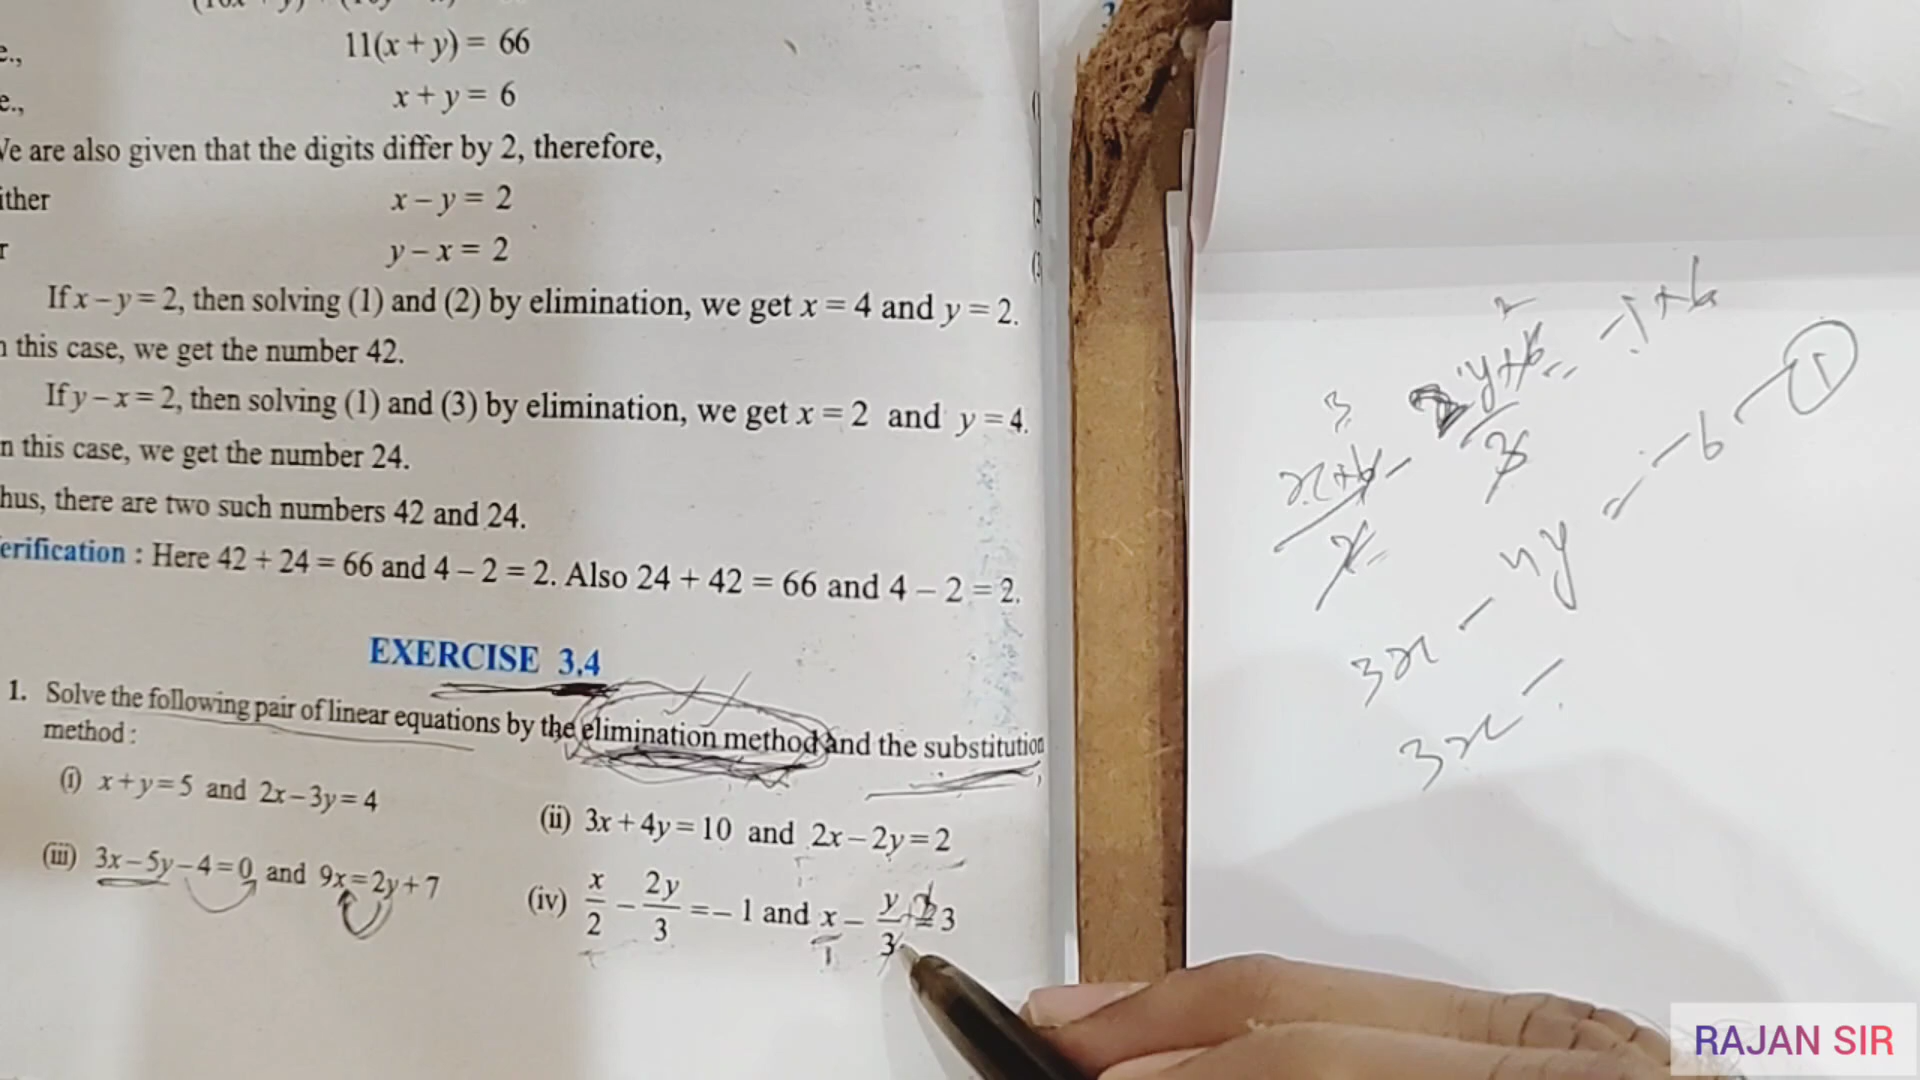 11(x + y) = 66
e.,
x + y = 6
e.,
Ve are also given that the digits differ by 2, therefore,
ither x – y = 2
r y – x = 2
If x – y = 2, then solving (1) and (2) by elimination, we get x = 4 and y = 2.
n this case, we get the number 42.
If y – x = 2, then solving (1) and (3) by elimination, we get x = 2 and y = 4.
n this case, we get the number 24.
hus, there are two such numbers 42 and 24.
erification : Here 42 + 24 = 66 and 4 – 2 = 2. Also 24 + 42 = 66 and 4 – 2 = 2.
EXERCISE 3.4
1. Solve the following pair of linear equations by the elimination method and the substitution
method :
(i) x + y = 5 and 2x – 3y = 4
(ii) 3x + 4y = 10 and 2x – 2y = 2
(iii) 3x – 5y – 4 = 0 and 9x = 2y + 7
(iv) x/2 – 2y/3 = – 1 and x – y/3 = 3
3x – 4y = – 6 – (1)
3x –
RAJAN SIR